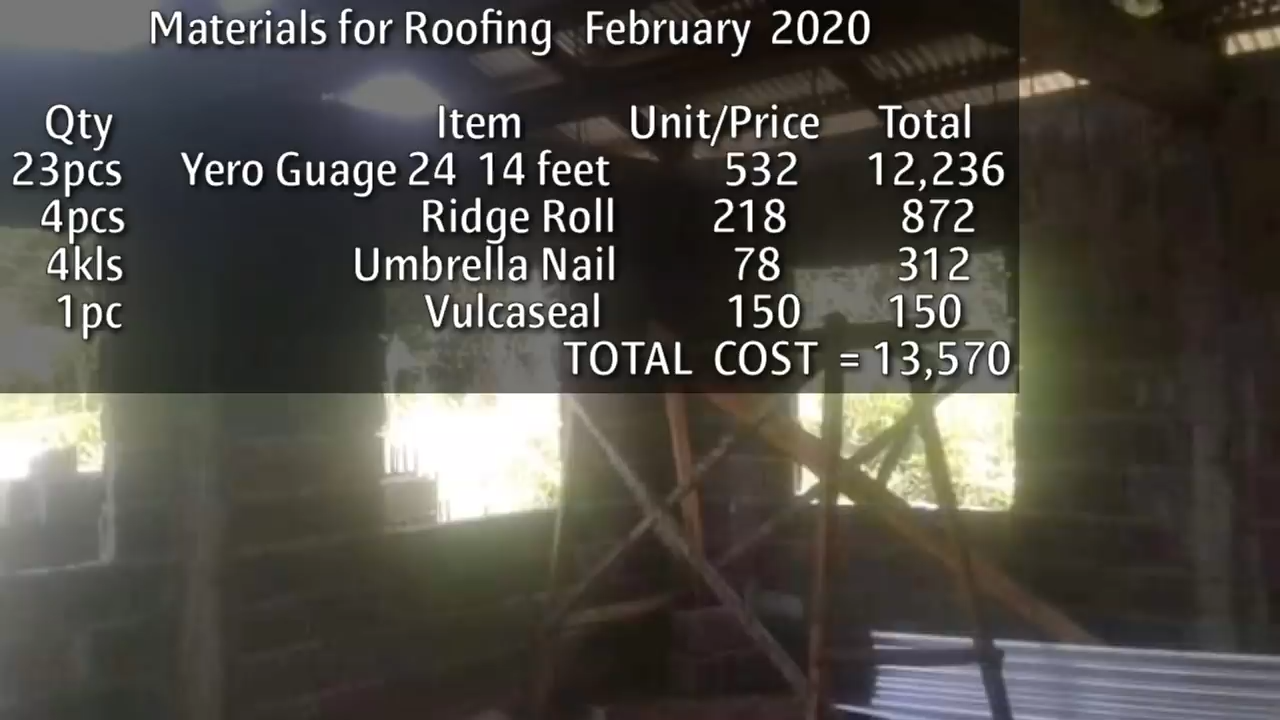 Materials for Roofing February 2020
Qty Item Unit/Price Total
23pcs Yero Guage 24 14 feet 532 12,236
4pcs Ridge Roll 218 872
4kls Umbrella Nail 78 312
1pc Vulcaseal 150 150
TOTAL COST = 13,570